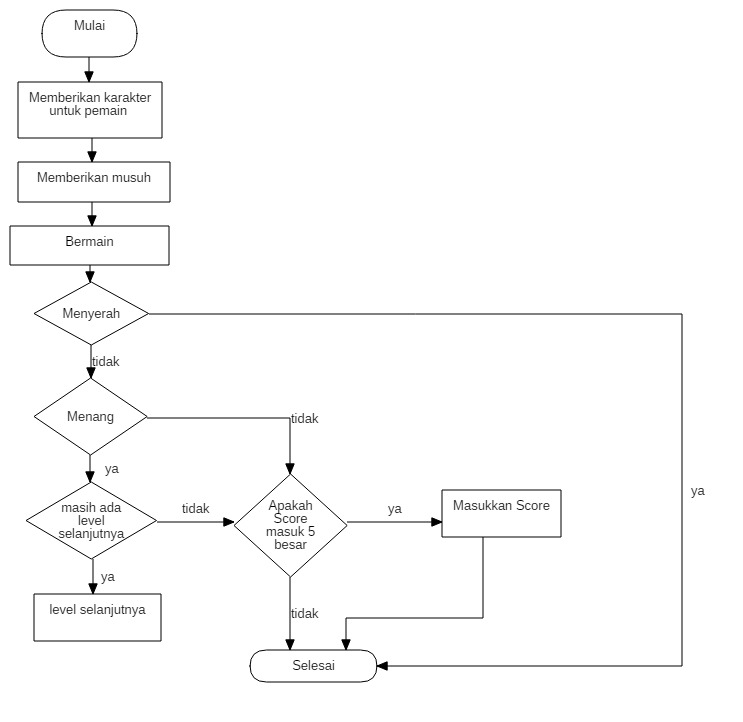 Mulai
Memberikan karakter
untuk pemain
Memberikan musuh
Bermain
Menyerah
tidak
Menang
tidak
ya
masih ada
level
selanjutnya
tidak
Apakah
Score
masuk 5
besar
ya
Masukkan Score
ya
ya
level selanjutnya
tidak
Selesai